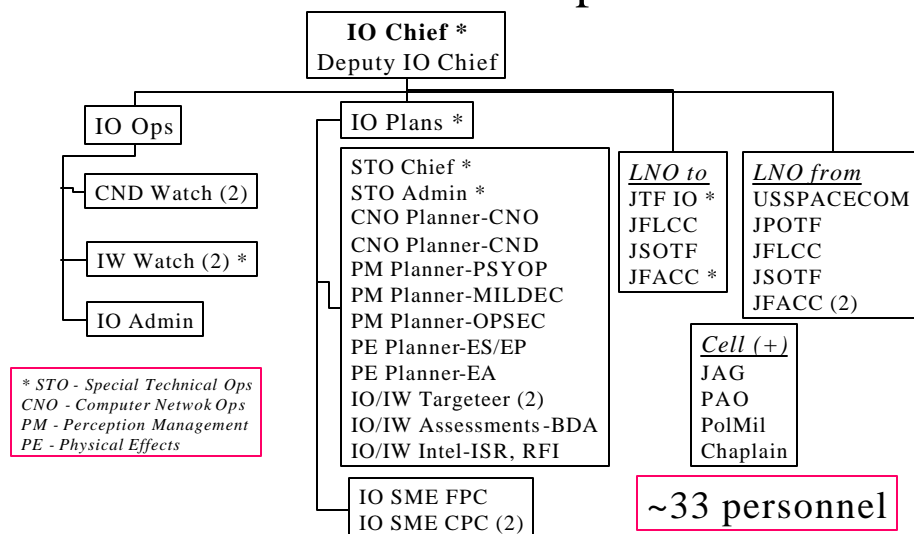 IO Chief *
Deputy IO Chief
IO Ops
CND Watch (2)
IW Watch (2) *
IO Admin
IO Plans *
STO Chief *
STO Admin *
CNO Planner-CNO
CNO Planner-CND
PM Planner-PSYOP
PM Planner-MILDEC
PM Planner-OPSEC
PE Planner-ES/EP
PE Planner-EA
IO/IW Targeteer (2)
IO/IW Assessments-BDA
IO/IW Intel-ISR, RFI
IO SME FPC
IO SME CPC (2)
LNO to
JTF IO *
JFLCC
JSOTF
JFACC *
LNO from
USSPACECOM
JPOTF
JFLCC
JSOTF
JFACC (2)
Cell (+)
JAG
PAO
PolMil
Chaplain
* STO - Special Technical Ops
CNO - Computer Netwok Ops
PM - Perception Management
PE - Physical Effects
~33 personnel